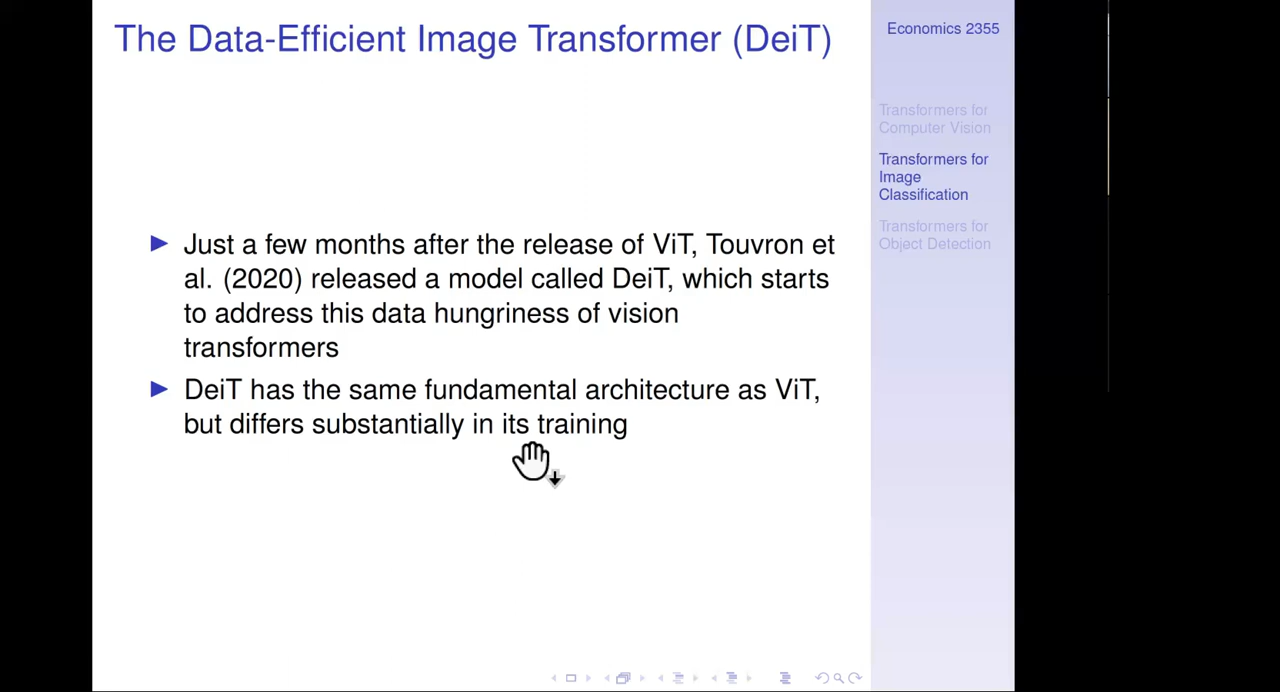 The Data-Efficient Image Transformer (DeiT)
Just a few months after the release of ViT, Touvron et
al. (2020) released a model called DeiT, which starts
to address this data hungriness of vision
transformers
DeiT has the same fundamental architecture as ViT,
but differs substantially in its training
Economics 2355
Transformers for
Computer Vision
Transformers for
Image
Classification
Transformers for
Object Detection